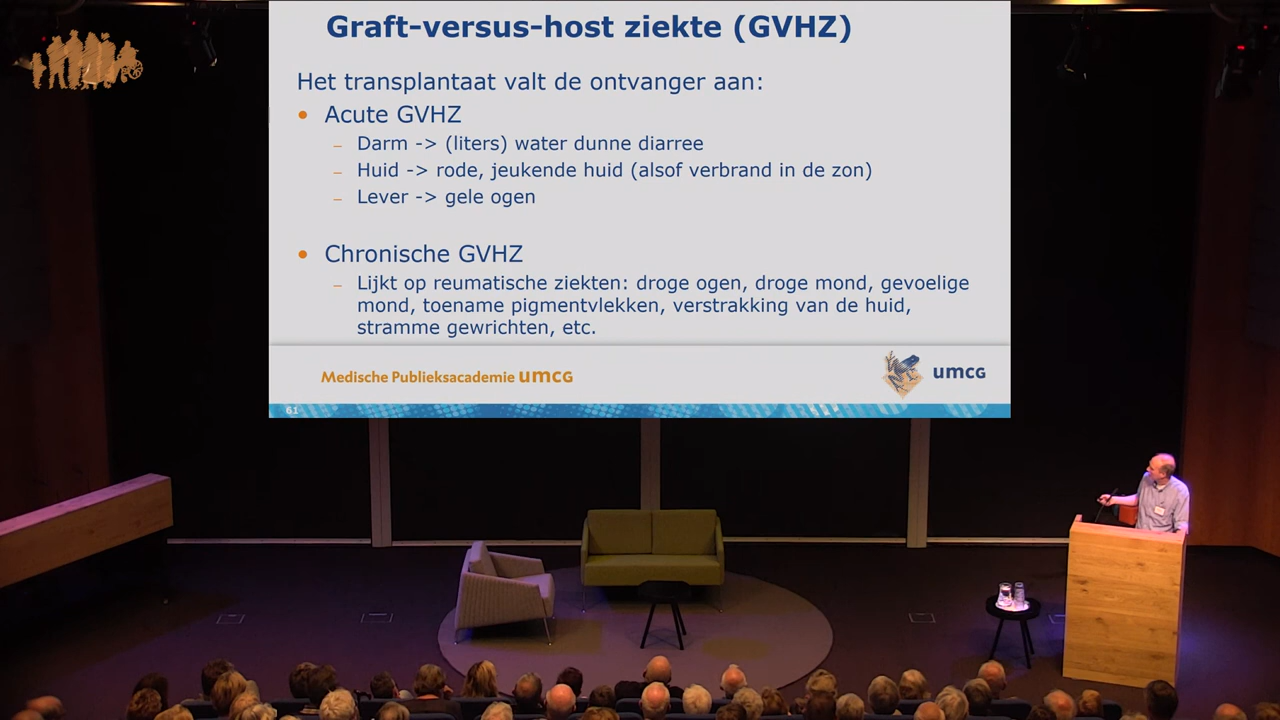 Graft-versus-host ziekte (GVHZ)
Het transplantaat valt de ontvanger aan:
• Acute GVHZ
– Darm -> (liters) water dunne diarree
– Huid -> rode, jeukende huid (alsof verbrand in de zon)
– Lever -> gele ogen
• Chronische GVHZ
– Lijkt op reumatische ziekten: droge ogen, droge mond, gevoelige
mond, toename pigmentvlekken, verstrakking van de huid,
stramme gewrichten, etc.
Medische Publieksacademie umcg
umcg
61